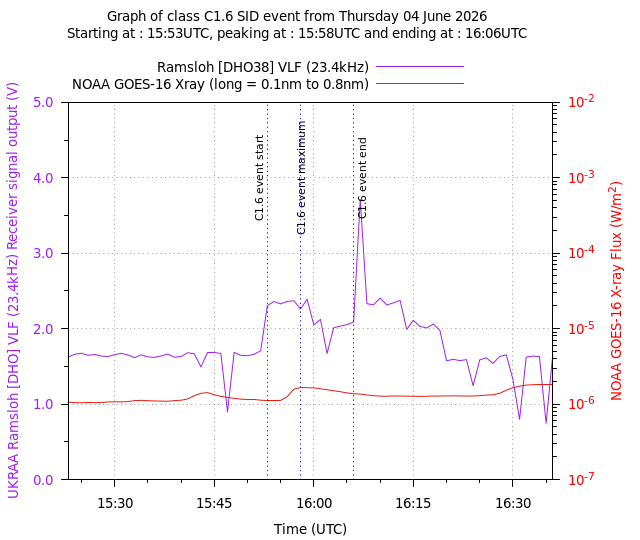 Graph of class C1.6 SID event from Thursday 04 June 2026
Starting at : 15:53UTC, peaking at : 15:58UTC and ending at : 16:06UTC
Ramsloh [DHO38] VLF (23.4kHz)
NOAA GOES-16 Xray (long = 0.1nm to 0.8nm)
UKRAA Ramsloh [DHO] VLF (23.4kHz) Receiver signal output (V)
5.0
4.0
3.0
2.0
1.0
0.0
C1.6 event start
C1.6 event maximum
C1.6 event end
10-2
10-3
10-4
10-5
10-6
10-7
NOAA GOES-16 X-ray Flux (W/m2)
15:30 15:45 16:00 16:15 16:30
Time (UTC)